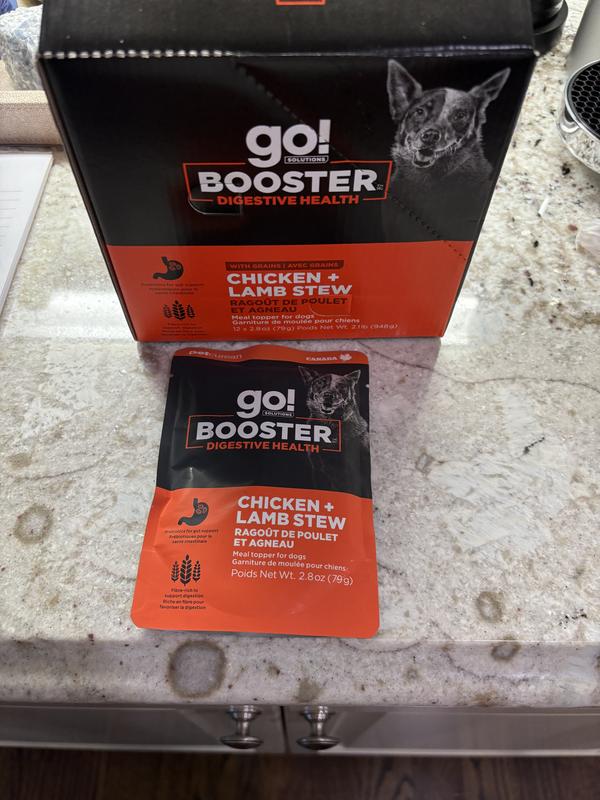 go!
SOLUTIONS
BOOSTER
DIGESTIVE HEALTH
WITH GRAINS | AVEC GRAINS
CHICKEN +
LAMB STEW
RAGOÛT DE POULET
ET AGNEAU
Meal topper for dogs
Garniture de moulée pour chiens
12 x 2.8oz (79g) Poids Net Wt. 2.1lb (948g)
petcurean
CANADA
go!
SOLUTIONS
BOOSTER
DIGESTIVE HEALTH
CHICKEN +
LAMB STEW
RAGOÛT DE POULET
ET AGNEAU
Meal topper for dogs
Garniture de moulée pour chiens
Poids Net Wt. 2.8oz (79g)
Prebiotics for gut support
Prébiotiques pour la
santé intestinale
Fibre-rich to
support digestion
Riche en fibre pour
favoriser la digestion